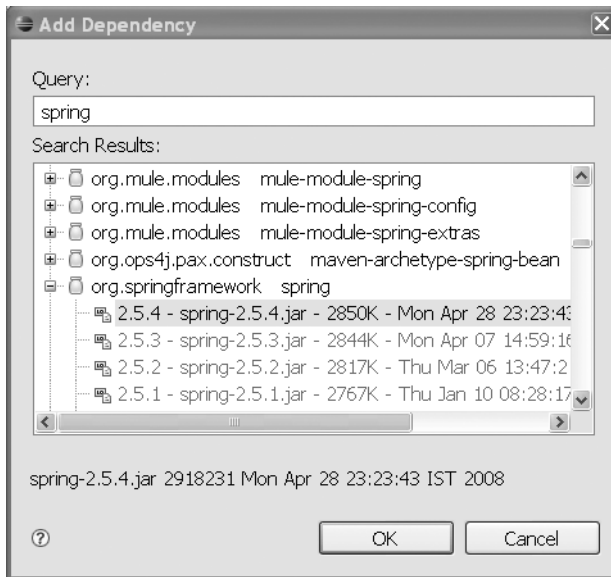 Add Dependency
Query:
spring
Search Results:
org.mule.modules mule-module-spring
org.mule.modules mule-module-spring-config
org.mule.modules mule-module-spring-extras
org.ops4j.pax.construct maven-archetype-spring-bean
org.springframework spring
2.5.4 - spring-2.5.4.jar - 2850K - Mon Apr 28 23:23:43
2.5.3 - spring-2.5.3.jar - 2844K - Mon Apr 07 14:59:16
2.5.2 - spring-2.5.2.jar - 2817K - Thu Mar 06 13:47:2
2.5.1 - spring-2.5.1.jar - 2767K - Thu Jan 10 08:28:17
spring-2.5.4.jar 2918231 Mon Apr 28 23:23:43 IST 2008
? OK Cancel